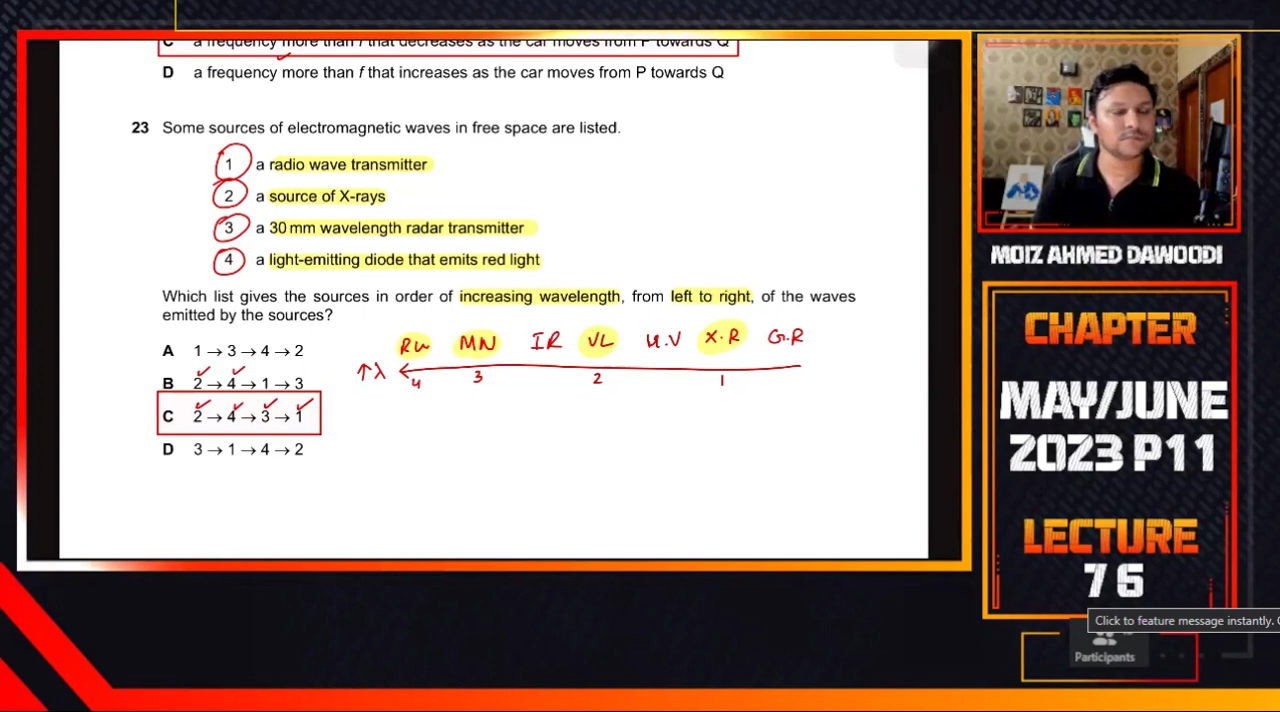 C a frequency more than f that decreases as the car moves from P towards Q
D a frequency more than f that increases as the car moves from P towards Q
23 Some sources of electromagnetic waves in free space are listed.
1 a radio wave transmitter
2 a source of X-rays
3 a 30 mm wavelength radar transmitter
4 a light-emitting diode that emits red light
Which list gives the sources in order of increasing wavelength, from left to right, of the waves
emitted by the sources?
RW MW IR VL U.V X.R G.R
↑λ
4 3 2 1
A 1 → 3 → 4 → 2
B 2 → 4 → 1 → 3
C 2 → 4 → 3 → 1
D 3 → 1 → 4 → 2
MOIZ AHMED DAWOODI
CHAPTER
MAY/JUNE
2023 P11
LECTURE
76
Click to feature message instantly.
Participants